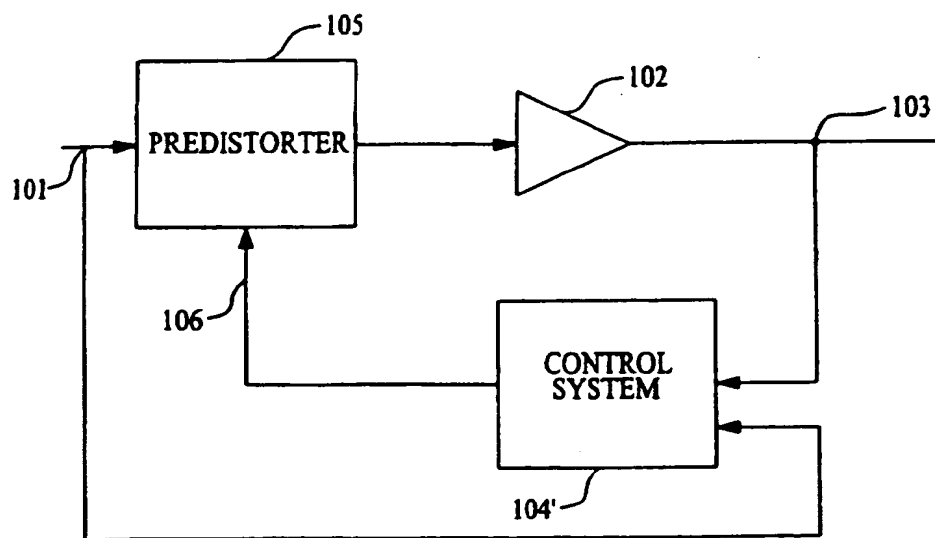 105
102
103
PREDISTORTER
101
106
CONTROL
SYSTEM
104'